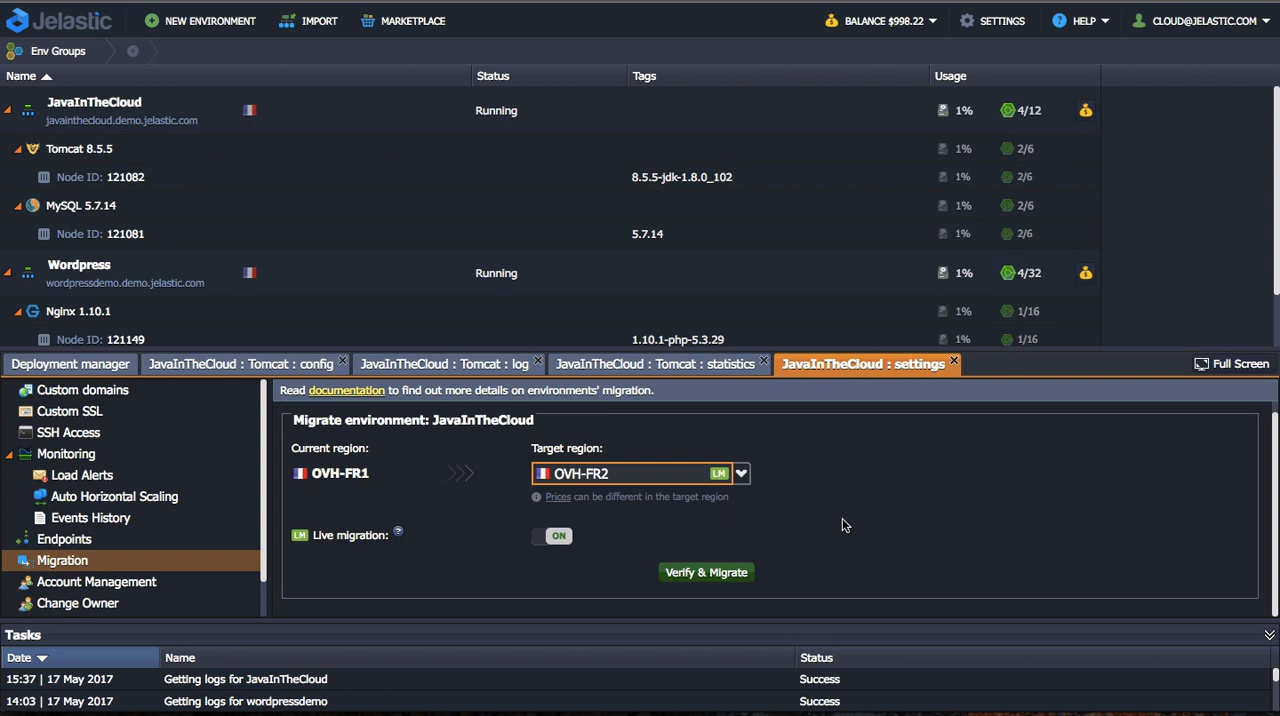 Jelastic NEW ENVIRONMENT IMPORT MARKETPLACE BALANCE $998.22 SETTINGS HELP CLOUD@JELASTIC.COM
Env Groups
Name Status Tags Usage
JavaInTheCloud Running 1% 4/12
javainthecloud.demo.jelastic.com
Tomcat 8.5.5 1% 2/6
Node ID: 121082 8.5.5-jdk-1.8.0_102 1% 2/6
MySQL 5.7.14 1% 2/6
Node ID: 121081 5.7.14 1% 2/6
Wordpress Running 1% 4/32
wordpressdemo.demo.jelastic.com
Nginx 1.10.1 1% 1/16
Node ID: 121149 1.10.1-php-5.3.29 1% 1/16
Deployment manager JavaInTheCloud : Tomcat : config JavaInTheCloud : Tomcat : log JavaInTheCloud : Tomcat : statistics JavaInTheCloud : settings Full Screen
Custom domains
Custom SSL
SSH Access
Monitoring
Load Alerts
Auto Horizontal Scaling
Events History
Endpoints
Migration
Account Management
Change Owner
Read documentation to find out more details on environments' migration.
Migrate environment: JavaInTheCloud
Current region: Target region:
OVH-FR1 OVH-FR2 LM
Prices can be different in the target region
LM Live migration: ON
Verify & Migrate
Tasks
Date Name Status
15:37 | 17 May 2017 Getting logs for JavaInTheCloud Success
14:03 | 17 May 2017 Getting logs for wordpressdemo Success